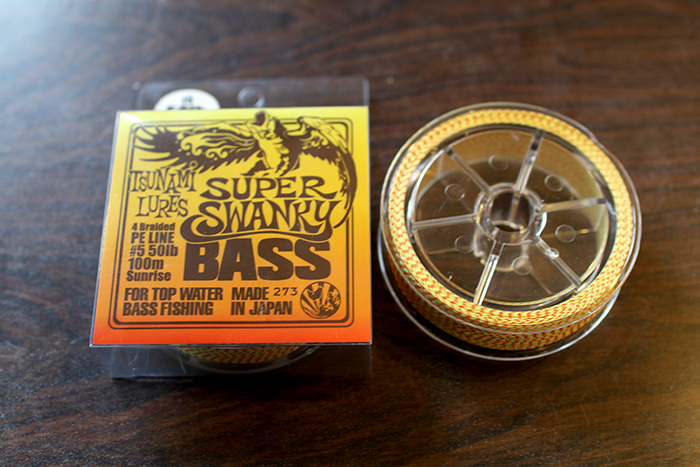 TSUNAMI
LURES
SUPER
SWANKY
BASS
4 Braided
PE LINE
#5 50lb
100m
Sunrise
FOR TOP WATER
BASS FISHING
MADE 273
IN JAPAN